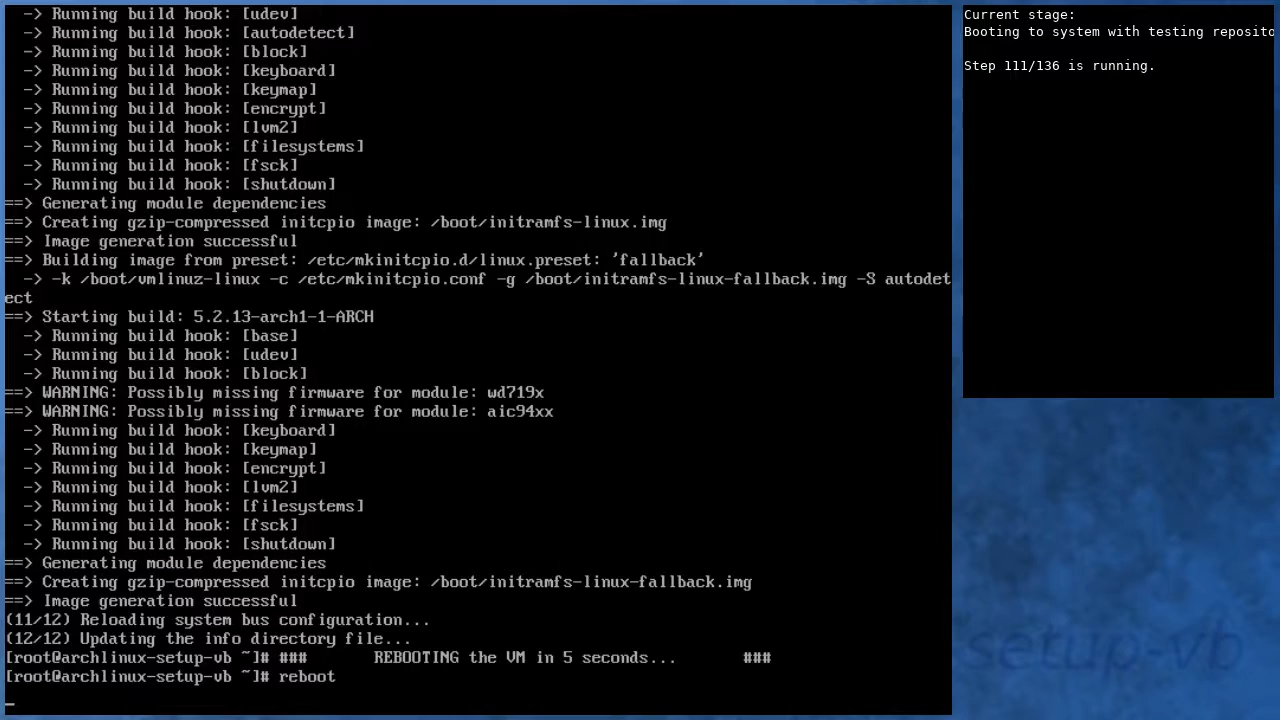 -> Running build hook: [udev]
-> Running build hook: [autodetect]
-> Running build hook: [block]
-> Running build hook: [keyboard]
-> Running build hook: [keymap]
-> Running build hook: [encrypt]
-> Running build hook: [lvm2]
-> Running build hook: [filesystems]
-> Running build hook: [fsck]
-> Running build hook: [shutdown]
==> Generating module dependencies
==> Creating gzip-compressed initcpio image: /boot/initramfs-linux.img
==> Image generation successful
==> Building image from preset: /etc/mkinitcpio.d/linux.preset: 'fallback'
-> -k /boot/vmlinuz-linux -c /etc/mkinitcpio.conf -g /boot/initramfs-linux-fallback.img -S autodet
ect
==> Starting build: 5.2.13-arch1-1-ARCH
-> Running build hook: [base]
-> Running build hook: [udev]
-> Running build hook: [block]
==> WARNING: Possibly missing firmware for module: wd719x
==> WARNING: Possibly missing firmware for module: aic94xx
-> Running build hook: [keyboard]
-> Running build hook: [keymap]
-> Running build hook: [encrypt]
-> Running build hook: [lvm2]
-> Running build hook: [filesystems]
-> Running build hook: [fsck]
-> Running build hook: [shutdown]
==> Generating module dependencies
==> Creating gzip-compressed initcpio image: /boot/initramfs-linux-fallback.img
==> Image generation successful
(11/12) Reloading system bus configuration...
(12/12) Updating the info directory file...
[root@archlinux-setup-vb ~]# ### REBOOTING the VM in 5 seconds... ###
[root@archlinux-setup-vb ~]# reboot
_
Current stage:
Booting to system with testing reposito
Step 111/136 is running.
setup-vb